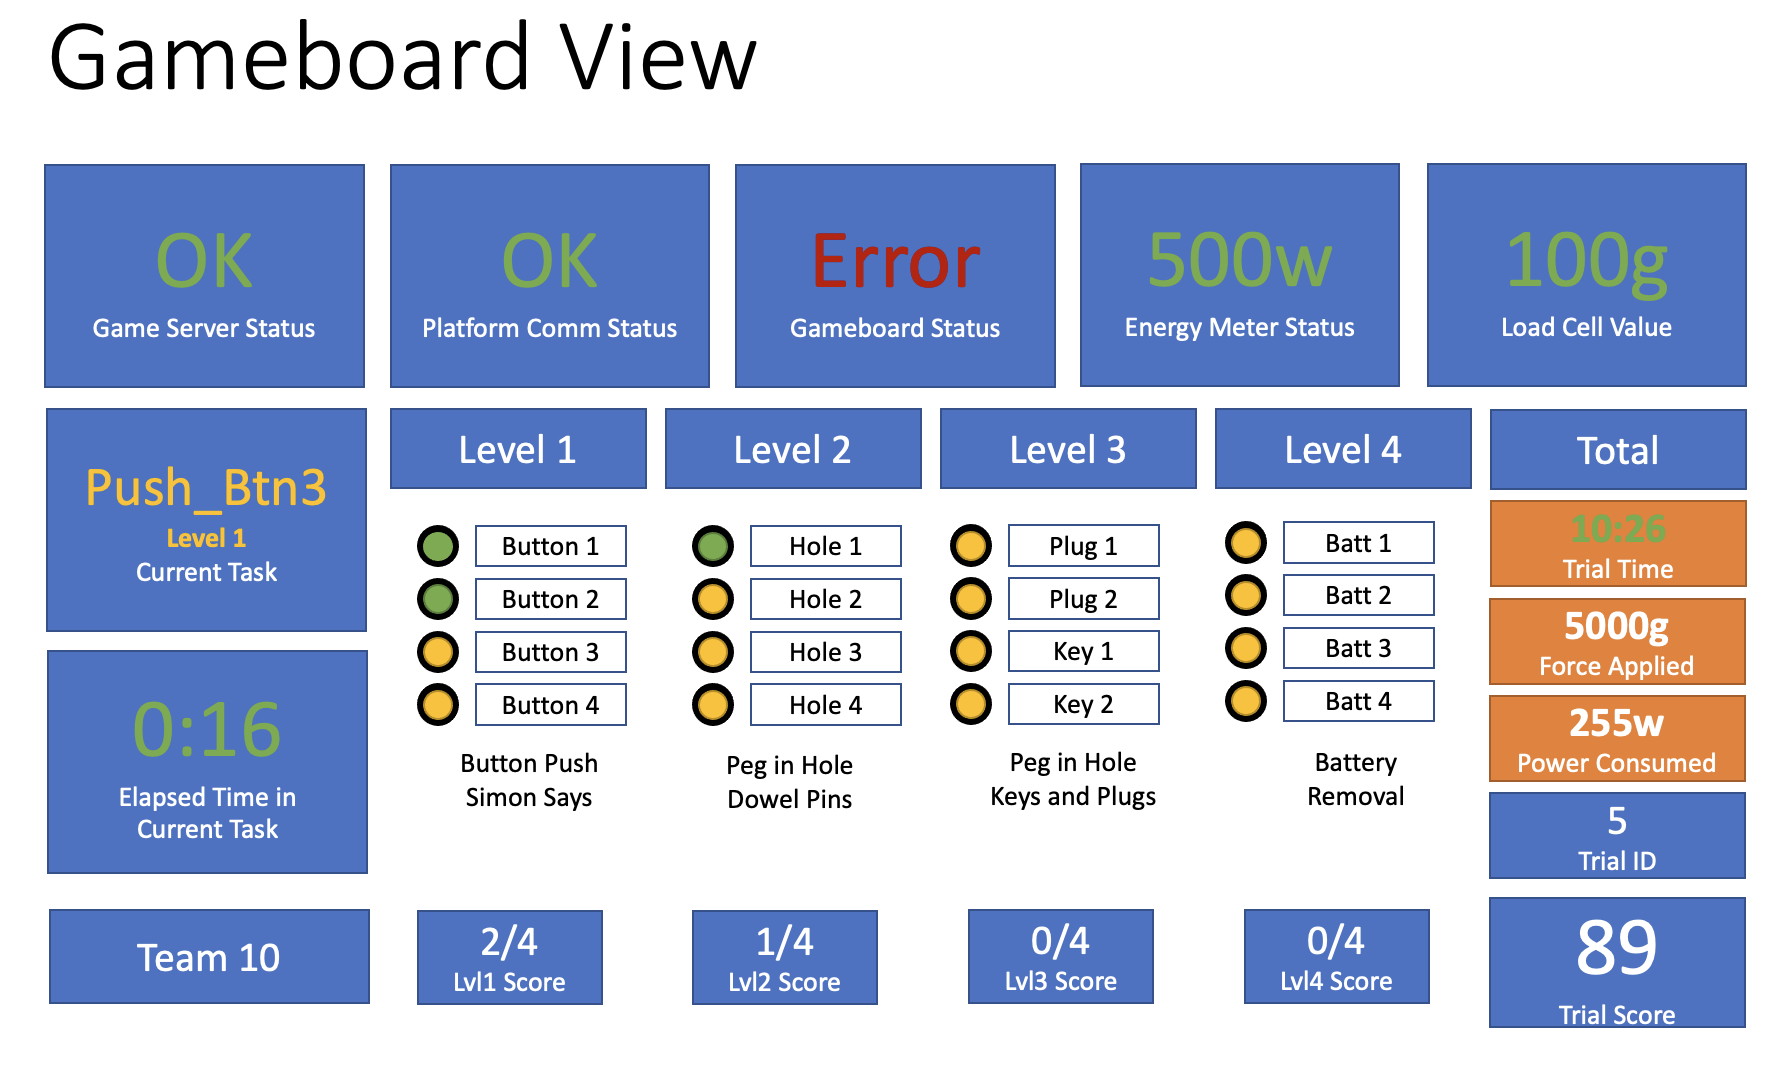 Gameboard View
OK
Game Server Status
OK
Platform Comm Status
Error
Gameboard Status
500w
Energy Meter Status
100g
Load Cell Value
Push_Btn3
Level 1
Current Task
0:16
Elapsed Time in
Current Task
Team 10
Level 1
Button 1
Button 2
Button 3
Button 4
Button Push
Simon Says
2/4
Lvl1 Score
Level 2
Hole 1
Hole 2
Hole 3
Hole 4
Peg in Hole
Dowel Pins
1/4
Lvl2 Score
Level 3
Plug 1
Plug 2
Key 1
Key 2
Peg in Hole
Keys and Plugs
0/4
Lvl3 Score
Level 4
Batt 1
Batt 2
Batt 3
Batt 4
Battery
Removal
0/4
Lvl4 Score
Total
10:26
Trial Time
5000g
Force Applied
255w
Power Consumed
5
Trial ID
89
Trial Score